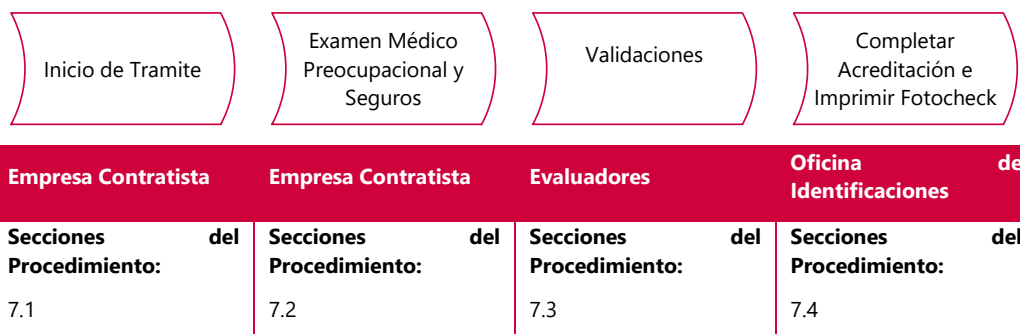 Inicio de Tramite
Examen Médico
Preocupacional y
Seguros
Validaciones
Completar
Acreditación e
Imprimir Fotocheck
Empresa Contratista
Empresa Contratista
Evaluadores
Oficina de
Identificaciones
Secciones del
Procedimiento:
7.1
Secciones del
Procedimiento:
7.2
Secciones del
Procedimiento:
7.3
Secciones del
Procedimiento:
7.4